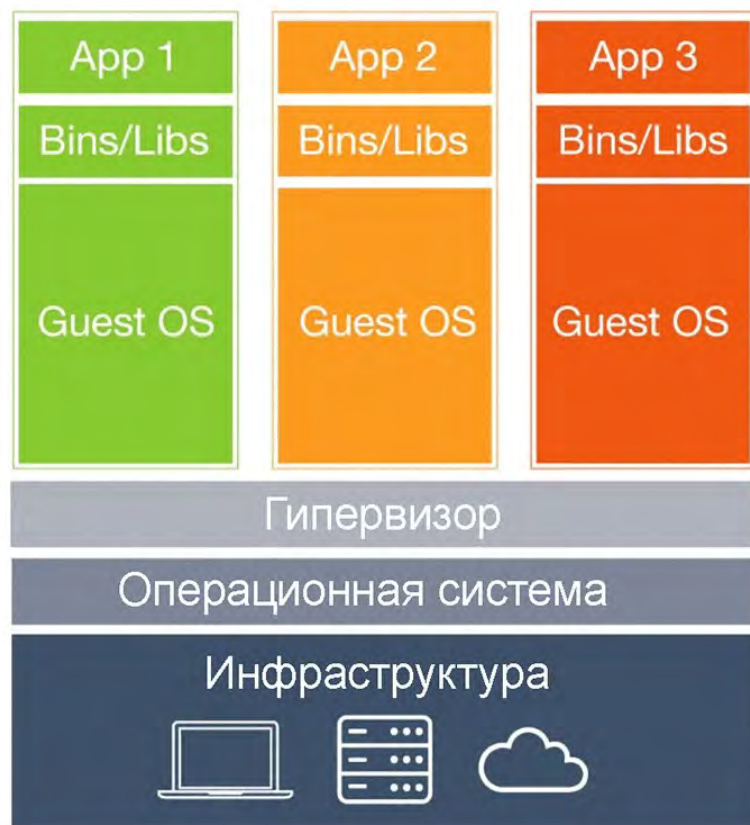 App 1
App 2
App 3
Bins/Libs
Bins/Libs
Bins/Libs
Guest OS
Guest OS
Guest OS
Гипервизор
Операционная система
Инфраструктура